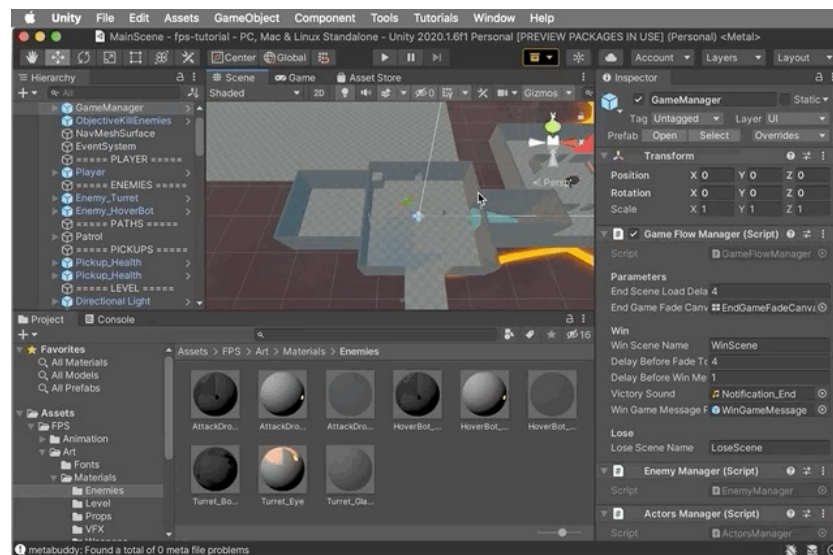 Unity File Edit Assets GameObject Component Tools Tutorials Window Help
MainScene - fps-tutorial - PC, Mac & Linux Standalone - Unity 2020.1.6f1 Personal [PREVIEW PACKAGES IN USE] (Personal) <Metal>
Center Global Account Layers Layout
Hierarchy
All
GameManager
ObjectiveKillEnemies
NavMeshSurface
EventSystem
===== PLAYER =====
Player
===== ENEMIES =====
Enemy_Turret
Enemy_HoverBot
===== PATHS =====
Patrol
===== PICKUPS =====
Pickup_Health
Pickup_Health
===== LEVEL =====
Directional Light
Scene Game Asset Store
Shaded 2D 0 Gizmos
< Persp
Project Console
16
Favorites
All Materials
All Models
All Prefabs
Assets
FPS
Animation
Art
Fonts
Materials
Enemies
Level
Props
VFX
Assets > FPS > Art > Materials > Enemies
AttackDro... AttackDro... AttackDro... HoverBot_... HoverBot_... HoverBot_...
Turret_Bo... Turret_Eye Turret_Gla...
Inspector
GameManager Static
Tag Untagged Layer UI
Prefab Open Select Overrides
Transform
Position X 0 Y 0 Z 0
Rotation X 0 Y 0 Z 0
Scale X 1 Y 1 Z 1
Game Flow Manager (Script)
Script GameFlowManager
Parameters
End Scene Load Dela 4
End Game Fade Canv EndGameFadeCanva
Win
Win Scene Name WinScene
Delay Before Fade To 4
Delay Before Win Me 1
Victory Sound Notification_End
Win Game Message P WinGameMessage
Lose
Lose Scene Name LoseScene
Enemy Manager (Script)
Script EnemyManager
Actors Manager (Script)
Script ActorsManager
metabuddy: Found a total of 0 meta file problems